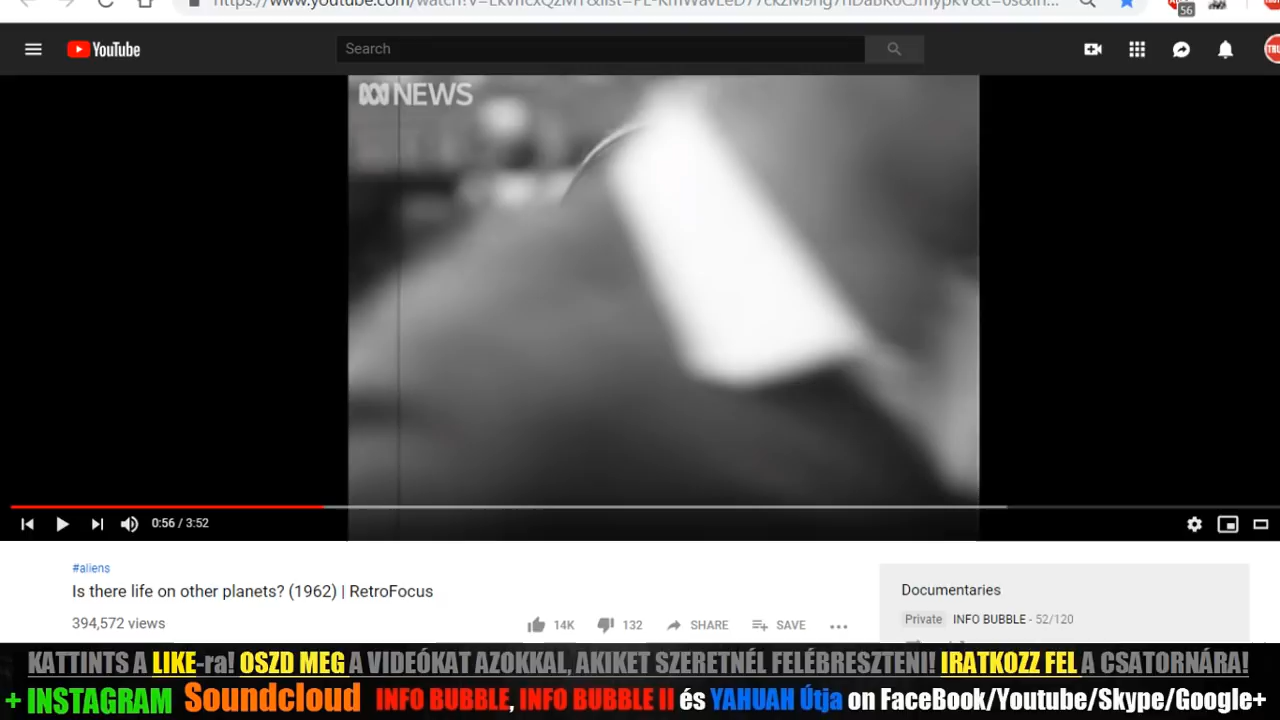 YouTube
Search
56
ABC NEWS
0:56 / 3:52
#aliens
Is there life on other planets? (1962) | RetroFocus
394,572 views
14K
132
SHARE
SAVE
Documentaries
Private INFO BUBBLE - 52/120
KATTINTS A LIKE-ra! OSZD MEG A VIDEÓKAT AZOKKAL, AKIKET SZERETNÉL FELÉBRESZTENI! IRATKOZZ FEL A CSATORNÁRA!
+ INSTAGRAM Soundcloud INFO BUBBLE, INFO BUBBLE II és YAHUAH Útja on FaceBook/Youtube/Skype/Google+